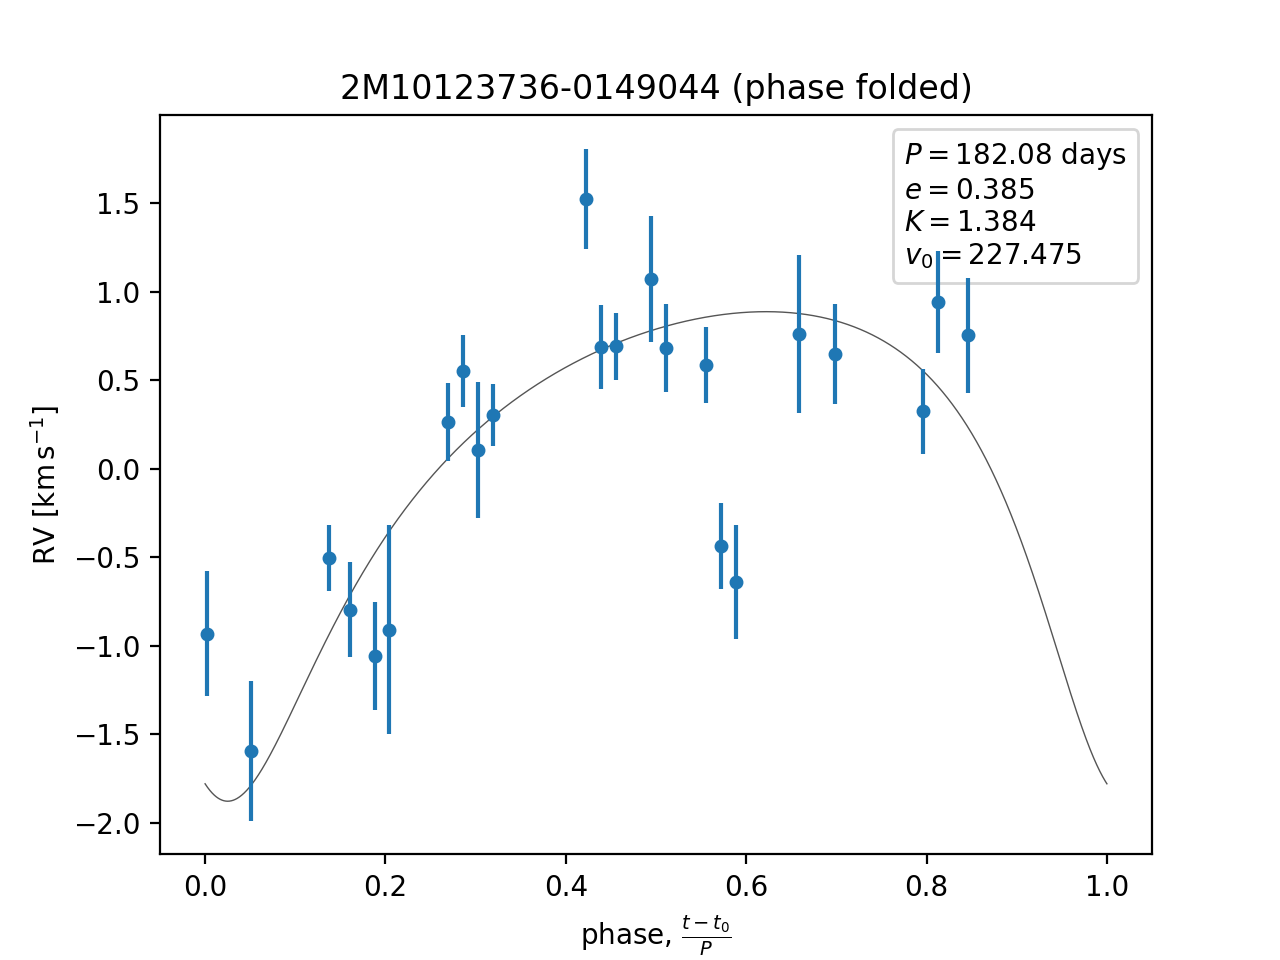 2M10123736-0149044 (phase folded)
P = 182.08 days
e = 0.385
K = 1.384
v₀ = 227.475
RV [km s⁻¹]
1.5
1.0
0.5
0.0
−0.5
−1.0
−1.5
−2.0
0.0 0.2 0.4 0.6 0.8 1.0
phase, (t − t₀)/P